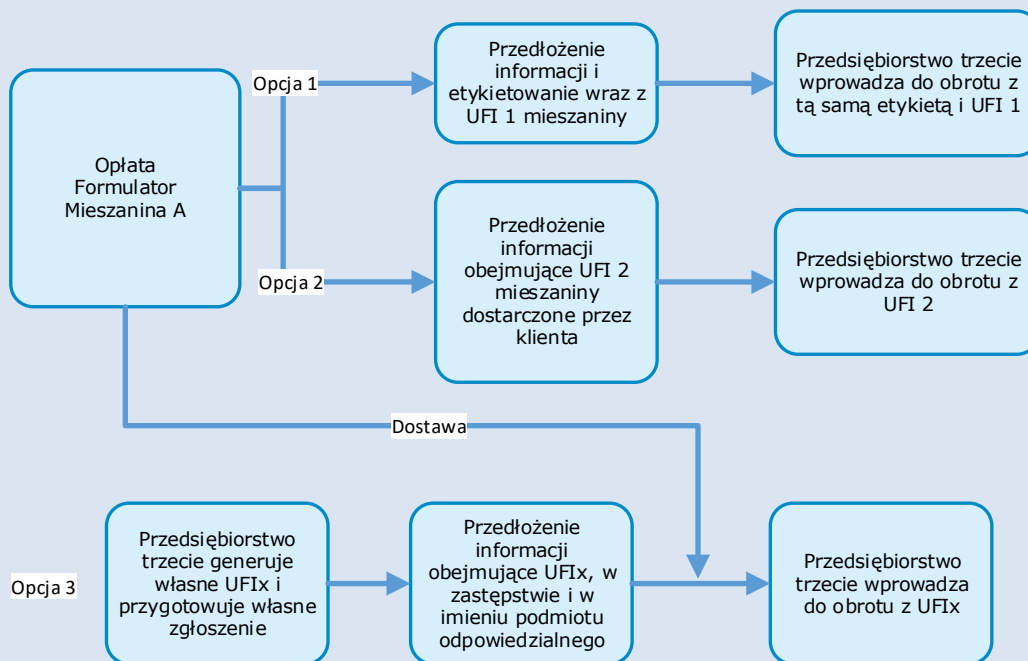 Opłata
Formulator
Mieszanina A
Opcja 1
Przedłożenie
informacji i
etykietowanie wraz z
UFI 1 mieszaniny
Przedsiębiorstwo trzecie
wprowadza do obrotu z
tą samą etykietą i UFI 1
Opcja 2
Przedłożenie
informacji
obejmujące UFI 2
mieszaniny
dostarczone przez
klienta
Przedsiębiorstwo trzecie
wprowadza do obrotu z
UFI 2
Dostawa
Opcja 3
Przedsiębiorstwo
trzecie generuje
własne UFIx i
przygotowuje własne
zgłoszenie
Przedłożenie
informacji
obejmujące UFIx, w
zastępstwie i w
imieniu podmiotu
odpowiedzialnego
Przedsiębiorstwo
trzecie wprowadza
do obrotu z UFIx